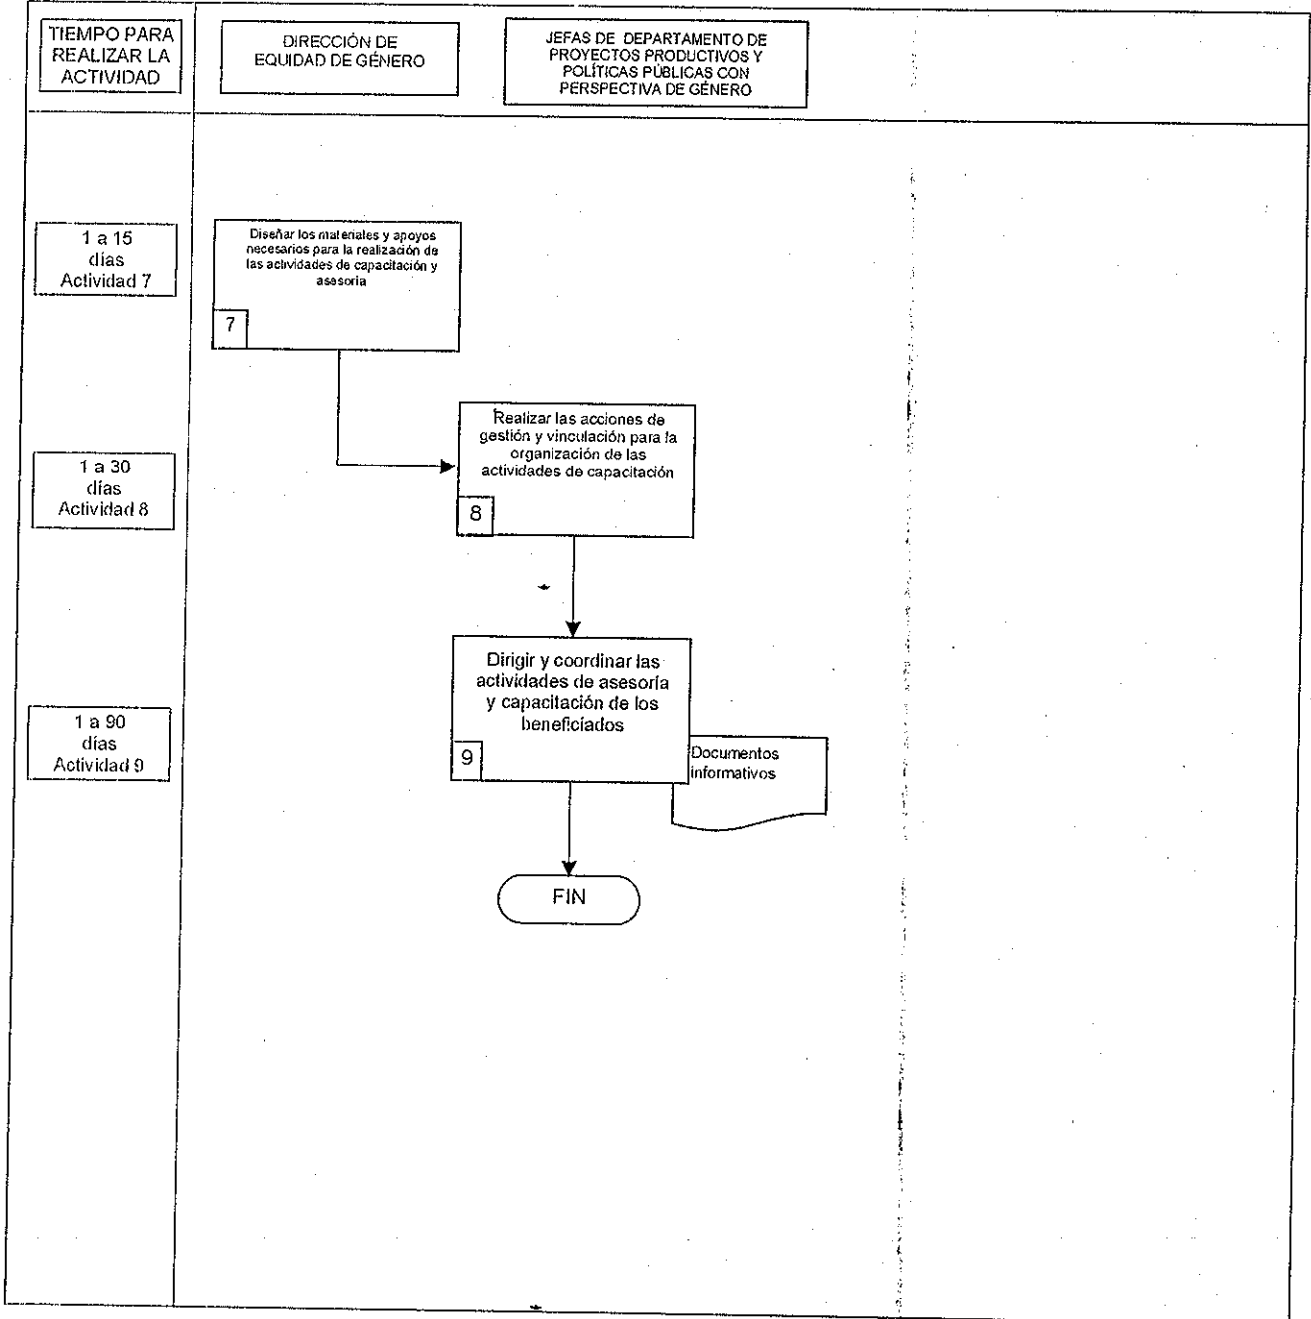 TIEMPO PARA
REALIZAR LA
ACTIVIDAD
DIRECCIÓN DE
EQUIDAD DE GÉNERO
JEFAS DE DEPARTAMENTO DE
PROYECTOS PRODUCTIVOS Y
POLÍTICAS PÚBLICAS CON
PERSPECTIVA DE GÉNERO
1 a 15
días
Actividad 7
Diseñar los materiales y apoyos
necesarios para la realización de
las actividades de capacitación y
asesoria
7
1 a 30
días
Actividad 8
Realizar las acciones de
gestión y vinculación para la
organización de las
actividades de capacitación
8
1 a 90
días
Actividad 9
Dirigir y coordinar las
actividades de asesoría
y capacitación de los
beneficiados
9
Documentos
informativos
FIN